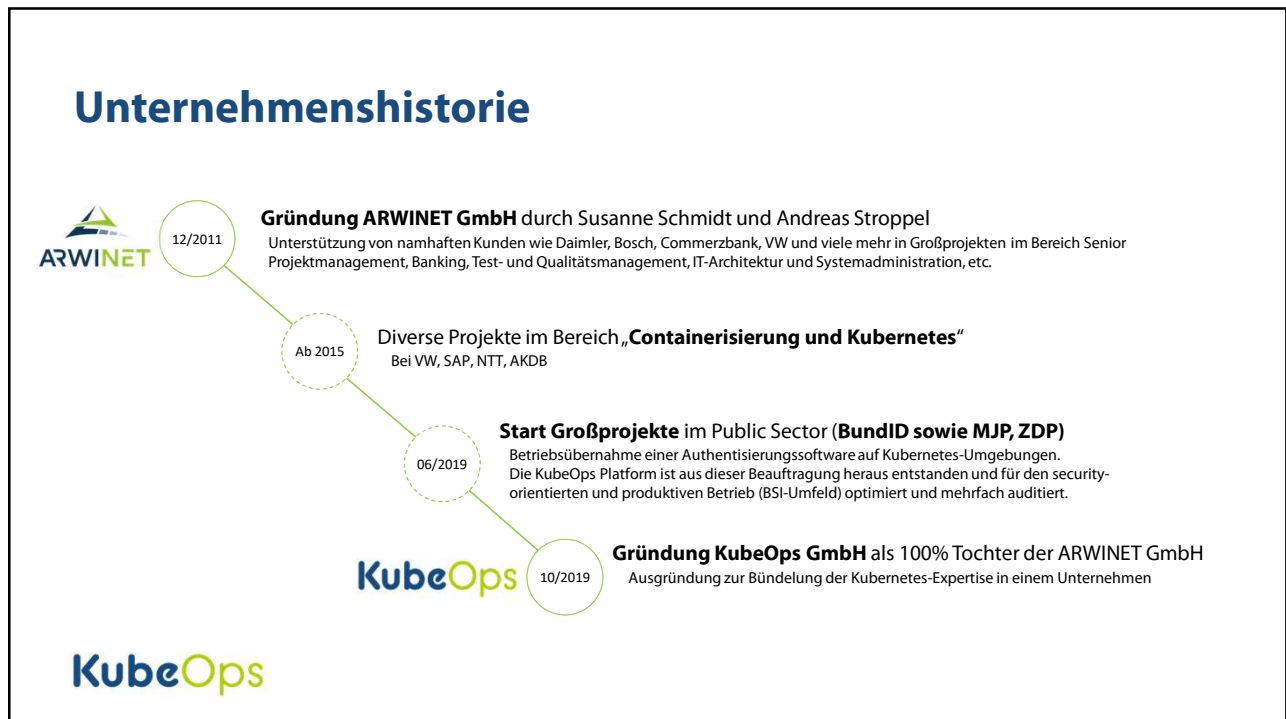 Unternehmenshistorie
ARWINET
12/2011
Gründung ARWINET GmbH durch Susanne Schmidt und Andreas Stroppel
Unterstützung von namhaften Kunden wie Daimler, Bosch, Commerzbank, VW und viele mehr in Großprojekten im Bereich Senior
Projektmanagement, Banking, Test- und Qualitätsmanagement, IT-Architektur und Systemadministration, etc.
Ab 2015
Diverse Projekte im Bereich „Containerisierung und Kubernetes“
Bei VW, SAP, NTT, AKDB
06/2019
Start Großprojekte im Public Sector (BundID sowie MJP, ZDP)
Betriebsübernahme einer Authentisierungssoftware auf Kubernetes-Umgebungen.
Die KubeOps Platform ist aus dieser Beauftragung heraus entstanden und für den security-
orientierten und produktiven Betrieb (BSI-Umfeld) optimiert und mehrfach auditiert.
KubeOps
10/2019
Gründung KubeOps GmbH als 100% Tochter der ARWINET GmbH
Ausgründung zur Bündelung der Kubernetes-Expertise in einem Unternehmen
KubeOps